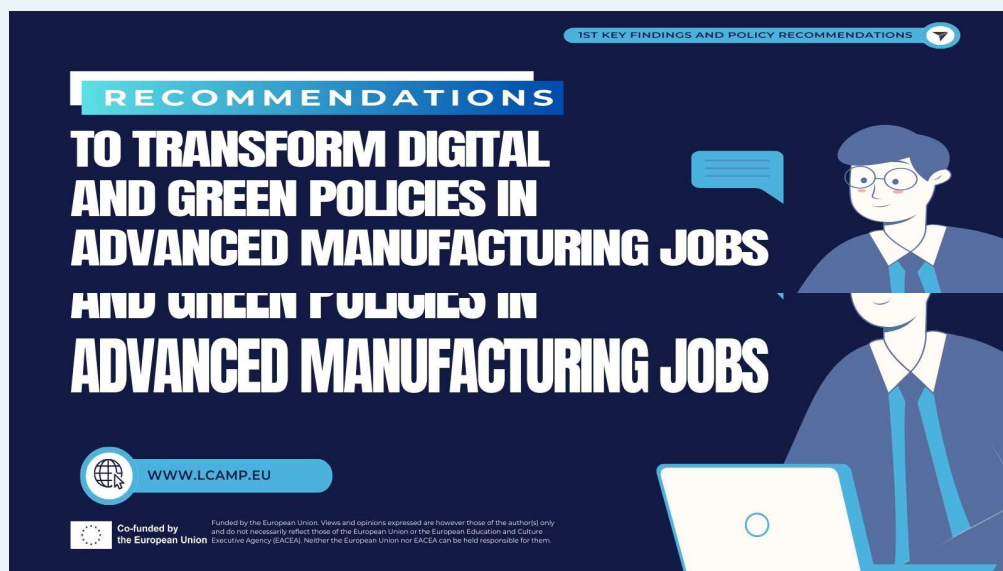 1ST KEY FINDINGS AND POLICY RECOMMENDATIONS
RECOMMENDATIONS
TO TRANSFORM DIGITAL
AND GREEN POLICIES IN
ADVANCED MANUFACTURING JOBS
AND GREEN POLICIES IN
ADVANCED MANUFACTURING JOBS
WWW.LCAMP.EU
Co-funded by
the European Union
Funded by the European Union. Views and opinions expressed are however those of the author(s) only
and do not necessarily reflect those of the European Union or the European Education and Culture
Executive Agency (EACEA). Neither the European Union nor EACEA can be held responsible for them.